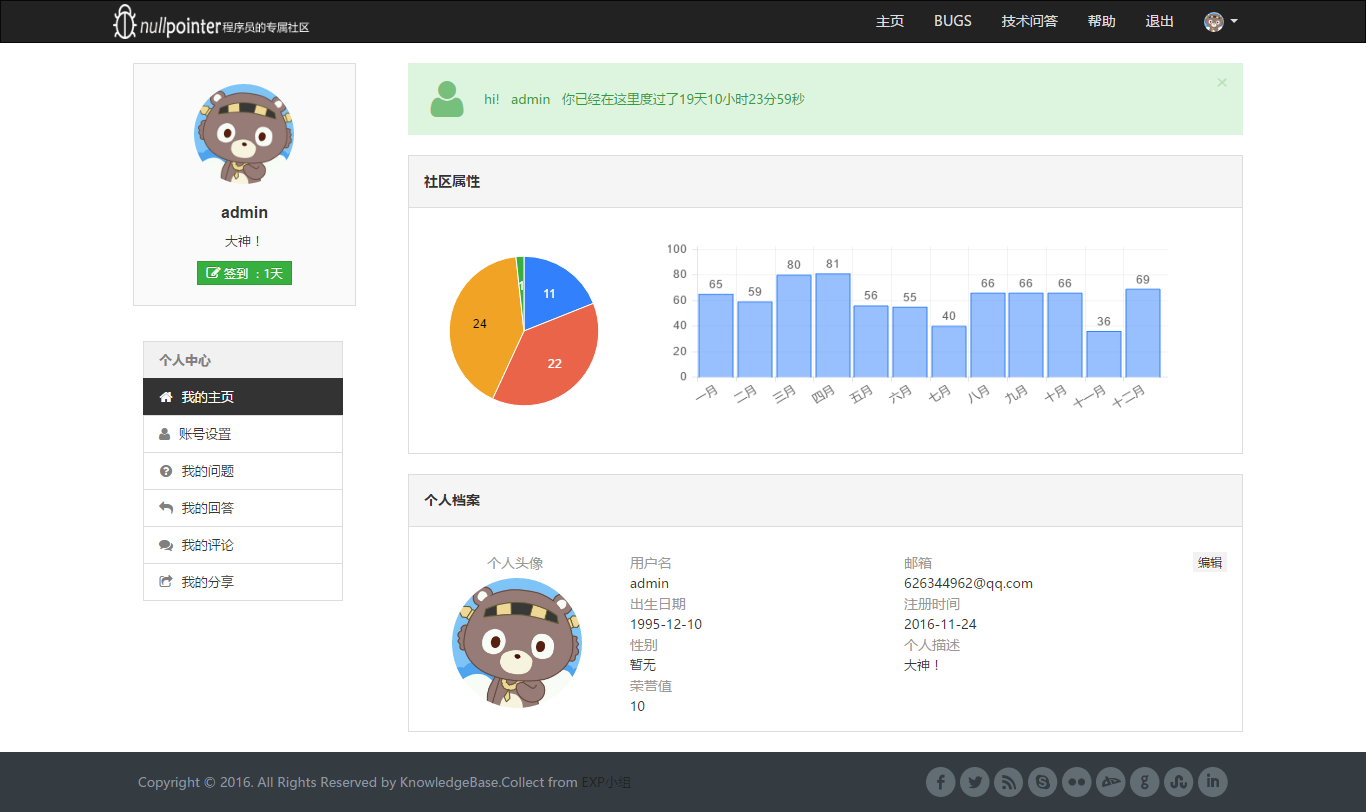 nullpointer程序员的专属社区
主页 BUGS 技术问答 帮助 退出
admin
大神！
签到 ：1天
个人中心
我的主页
账号设置
我的问题
我的回答
我的评论
我的分享
hi! admin 你已经在这里度过了19天10小时23分59秒
×
社区属性
11
22
24
1
100
80
60
40
20
0
65 59 80 81 56 55 40 66 66 66 36 69
一月 二月 三月 四月 五月 六月 七月 八月 九月 十月 十一月 十二月
个人档案
编辑
个人头像
用户名
admin
出生日期
1995-12-10
性别
暂无
荣誉值
10
邮箱
626344962@qq.com
注册时间
2016-11-24
个人描述
大神！
Copyright © 2016. All Rights Reserved by KnowledgeBase.Collect from EXP小组